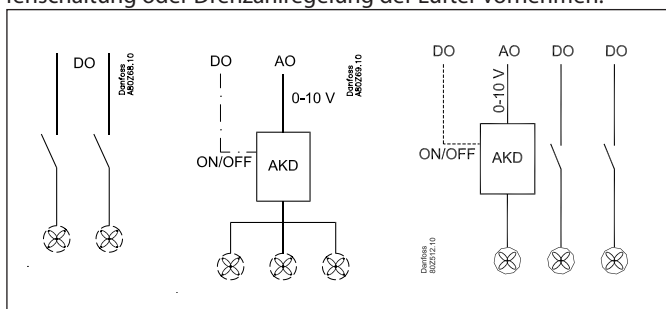 fenschaltung oder Drehzahlregelung der Lüfter vornehmen.
DO
Danfoss
A80Z68.10
DO
AO
0-10 V
Danfoss
A80Z69.10
ON/OFF
AKD
DO
AO
DO
DO
0-10 V
ON/OFF
AKD
Danfoss
80Z512.10